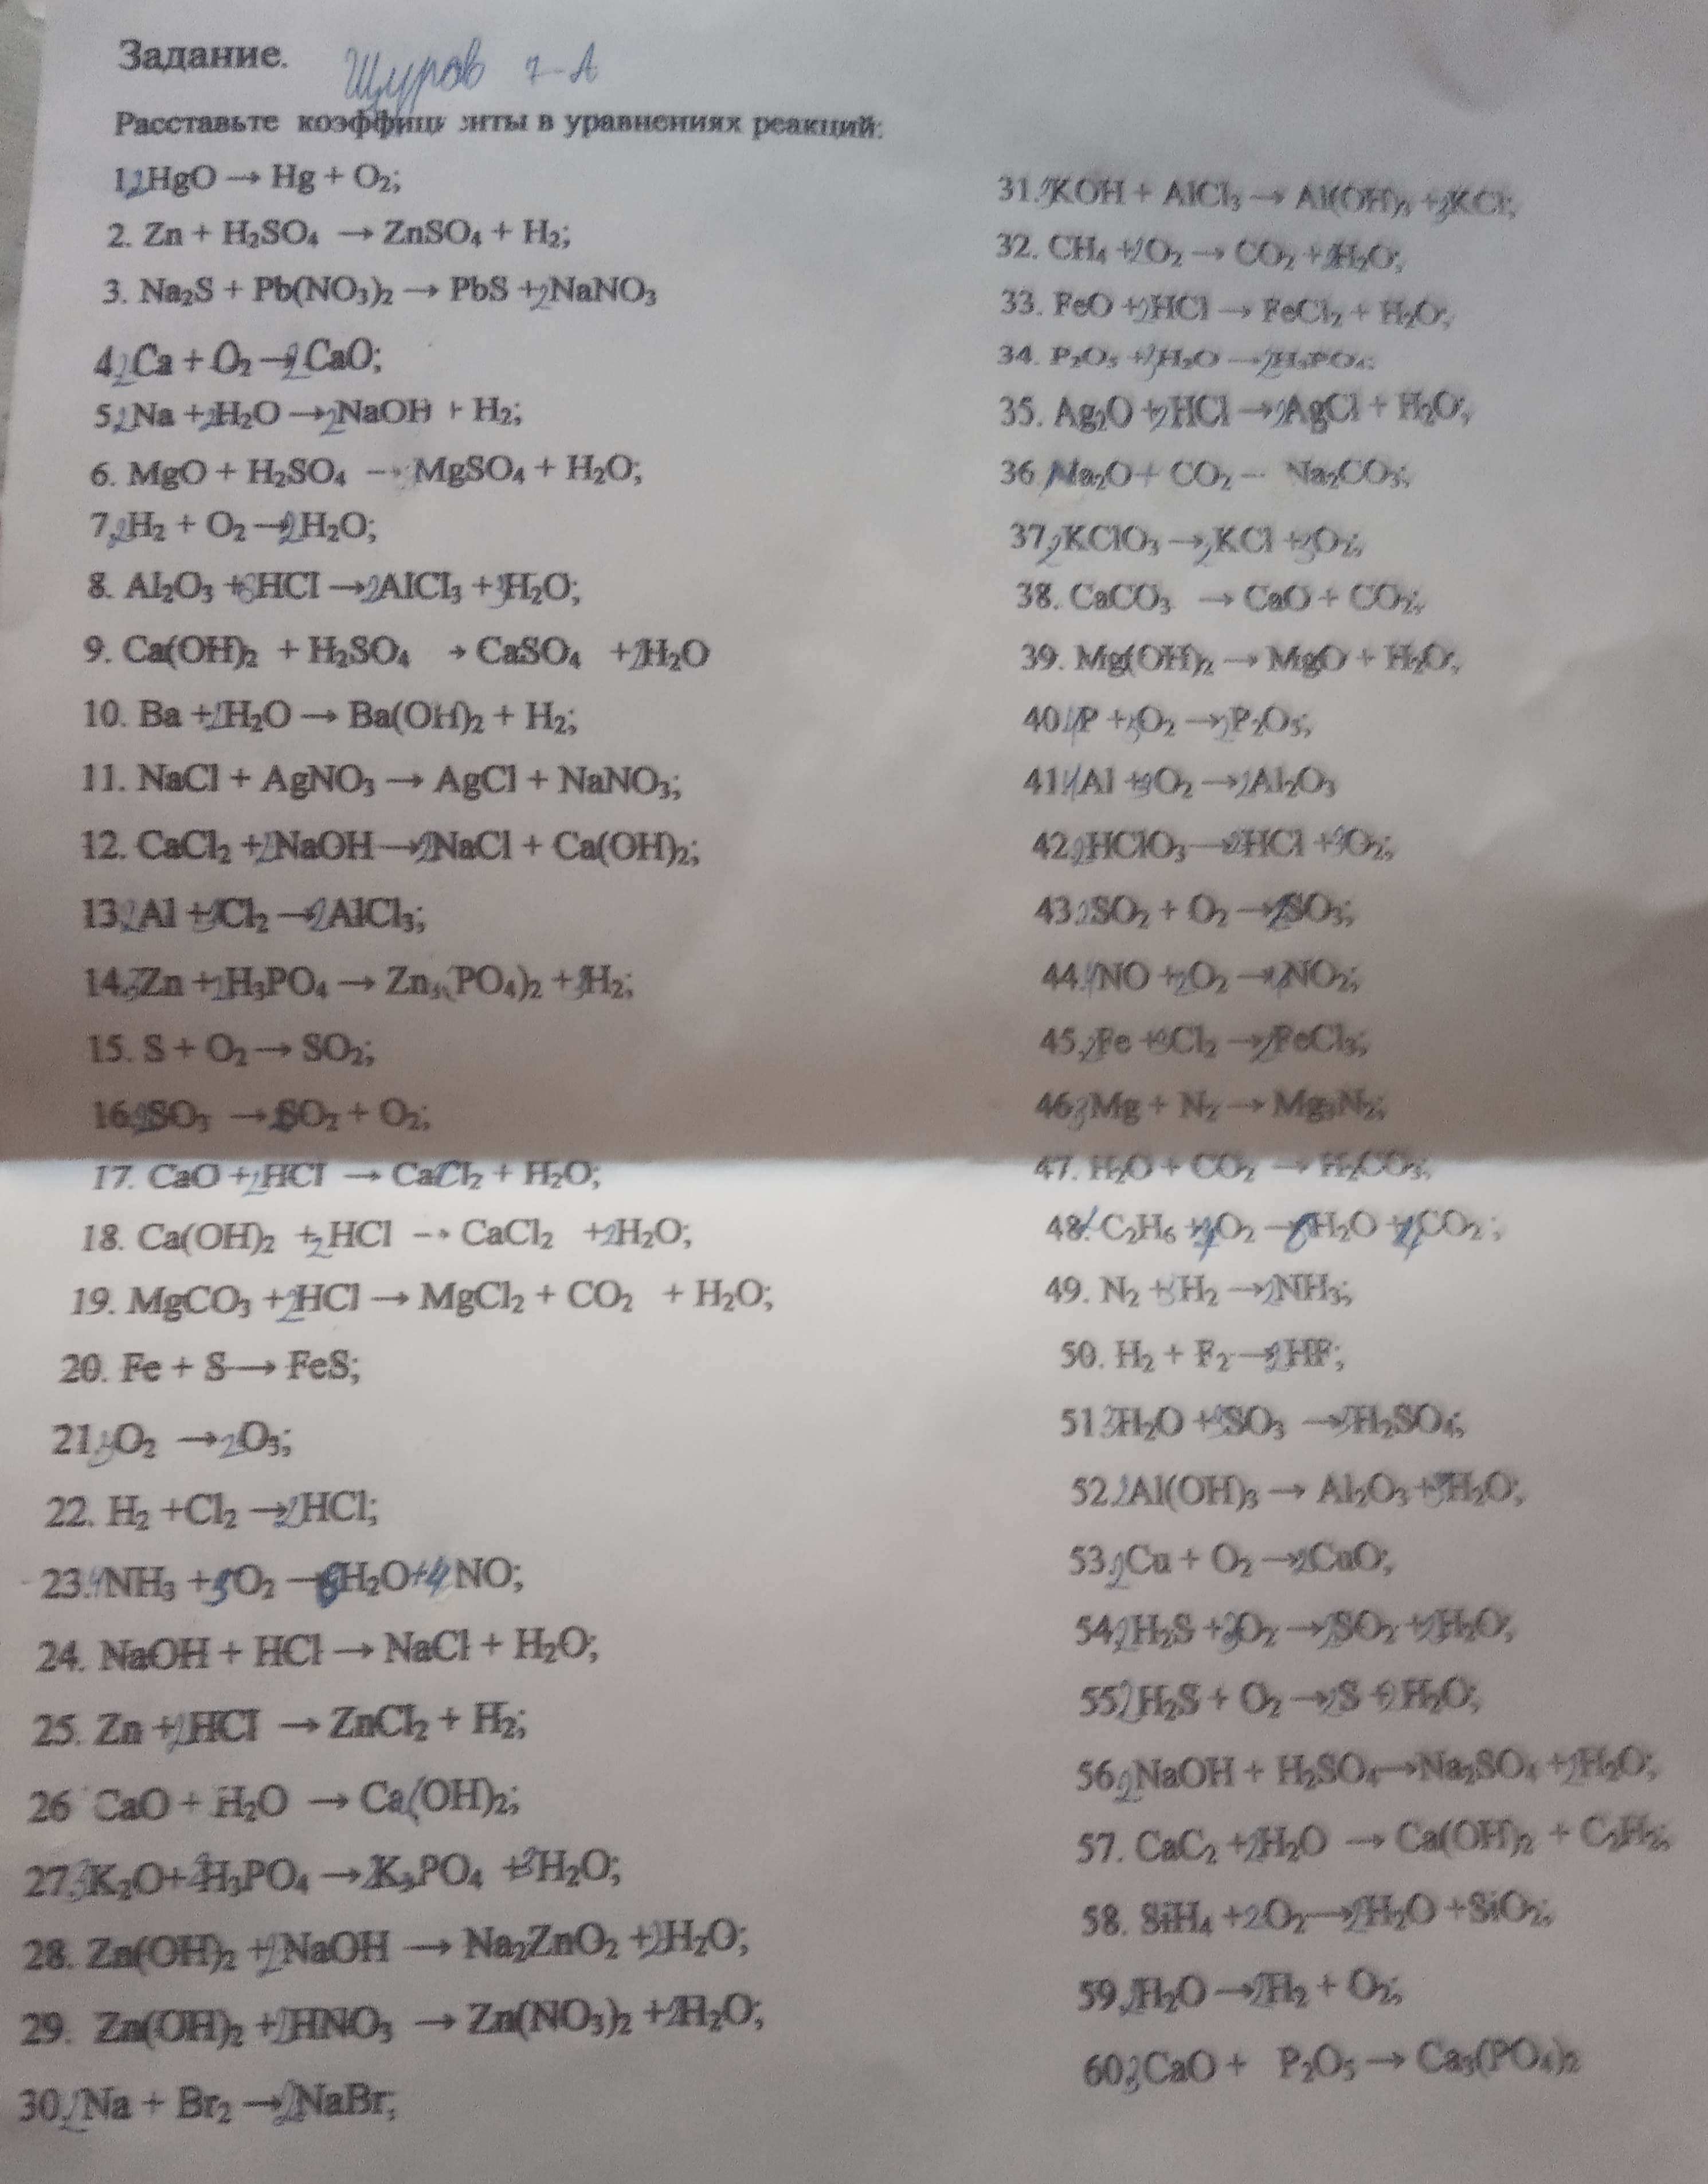 Задание. Щуров 7-А
Расставьте коэффиц енты в уравнениях реакций:
1. 2HgO → Hg + O₂;
2. Zn + H₂SO₄ → ZnSO₄ + H₂;
3. Na₂S + Pb(NO₃)₂ → PbS + 2NaNO₃
4. 2Ca + O₂ → 2CaO;
5. 2Na + 2H₂O → 2NaOH + H₂;
6. MgO + H₂SO₄ → MgSO₄ + H₂O;
7. 2H₂ + O₂ → 2H₂O;
8. Al₂O₃ + 6HCl → 2AlCl₃ + 3H₂O;
9. Ca(OH)₂ + H₂SO₄ → CaSO₄ + 2H₂O
10. Ba + 2H₂O → Ba(OH)₂ + H₂;
11. NaCl + AgNO₃ → AgCl + NaNO₃;
12. CaCl₂ + 2NaOH → 2NaCl + Ca(OH)₂;
13. 2Al + 3Cl₂ → 2AlCl₃;
14. 3Zn + 2H₃PO₄ → Zn₃(PO₄)₂ + 3H₂;
15. S + O₂ → SO₂;
16. 2SO₃ → 2SO₂ + O₂;
17. CaO + 2HCl → CaCl₂ + H₂O;
18. Ca(OH)₂ + 2HCl → CaCl₂ + 2H₂O;
19. MgCO₃ + 2HCl → MgCl₂ + CO₂ + H₂O;
20. Fe + S → FeS;
21. 3O₂ → 2O₃;
22. H₂ + Cl₂ → 2HCl;
23. 4NH₃ + 5O₂ → 6H₂O + 4NO;
24. NaOH + HCl → NaCl + H₂O;
25. Zn + 2HCl → ZnCl₂ + H₂;
26 CaO + H₂O → Ca(OH)₂;
27. 3K₂O + 2H₃PO₄ → 2K₃PO₄ + 3H₂O;
28. Zn(OH)₂ + 2NaOH → Na₂ZnO₂ + 2H₂O;
29. Zn(OH)₂ + 2HNO₃ → Zn(NO₃)₂ + 2H₂O;
30. 2Na + Br₂ → 2NaBr;
31. 3KOH + AlCl₃ → Al(OH)₃ + 3KCl;
32. CH₄ + 2O₂ → CO₂ + 2H₂O;
33. FeO + 2HCl → FeCl₂ + H₂O;
34. P₂O₅ + 3H₂O → 2H₃PO₄;
35. Ag₂O + 2HCl → 2AgCl + H₂O;
36 Na₂O + CO₂ – Na₂CO₃;
37. 2KClO₃ → 2KCl + 3O₂;
38. CaCO₃ → CaO + CO₂;
39. Mg(OH)₂ → MgO + H₂O;
40. 4P + 5O₂ → 2P₂O₅;
41. 4Al + 3O₂ → 2Al₂O₃
42. 2HClO₃ → 2HCl + 3O₂;
43. 2SO₂ + O₂ → 2SO₃;
44. 4NO + 2O₂ → 4NO₂;
45. 2Fe + 3Cl₂ → 2FeCl₃;
46. 3Mg + N₂ → Mg₃N₂;
47. H₂O + CO₂ → H₂CO₃;
48. C₂H₆ + O₂ → 6H₂O + 4CO₂;
49. N₂ + 3H₂ → 2NH₃;
50. H₂ + F₂ → 2HF;
51. H₂O + SO₃ → H₂SO₄;
52. 2Al(OH)₃ → Al₂O₃ + 3H₂O;
53. 2Cu + O₂ → 2CuO;
54. 2H₂S + 3O₂ → 2SO₂ + 2H₂O;
55. 2H₂S + O₂ → 2S + 2H₂O;
56. 2NaOH + H₂SO₄ → Na₂SO₄ + 2H₂O;
57. CaC₂ + 2H₂O → Ca(OH)₂ + C₂H₂;
58. SiH₄ + 2O₂ → 2H₂O + SiO₂;
59. 2H₂O → 2H₂ + O₂;
60. 3CaO + P₂O₅ → Ca₃(PO₄)₂